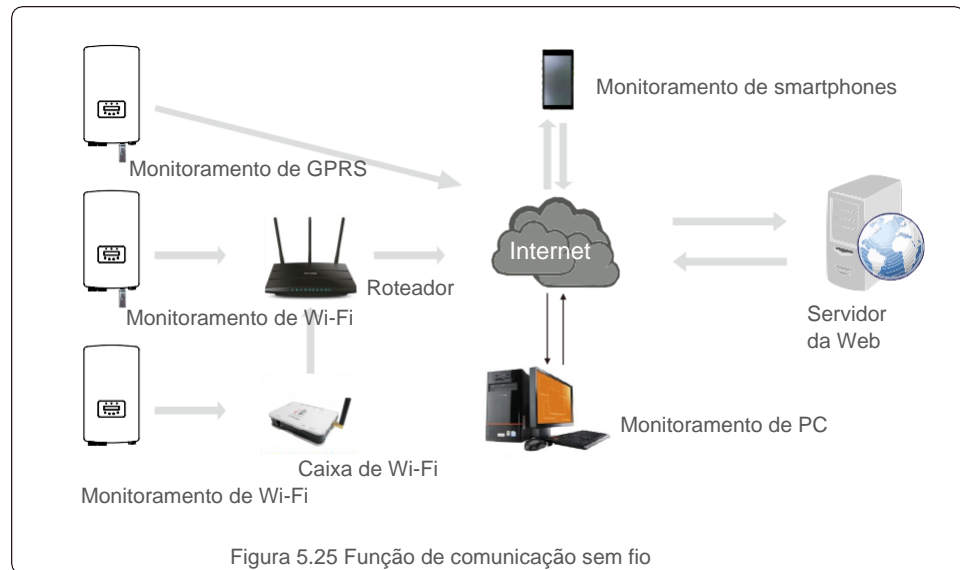 Monitoramento de smartphones
Monitoramento de GPRS
Internet
Roteador
Monitoramento de Wi-Fi
Servidor
da Web
Monitoramento de PC
Caixa de Wi-Fi
Monitoramento de Wi-Fi
Figura 5.25 Função de comunicação sem fio